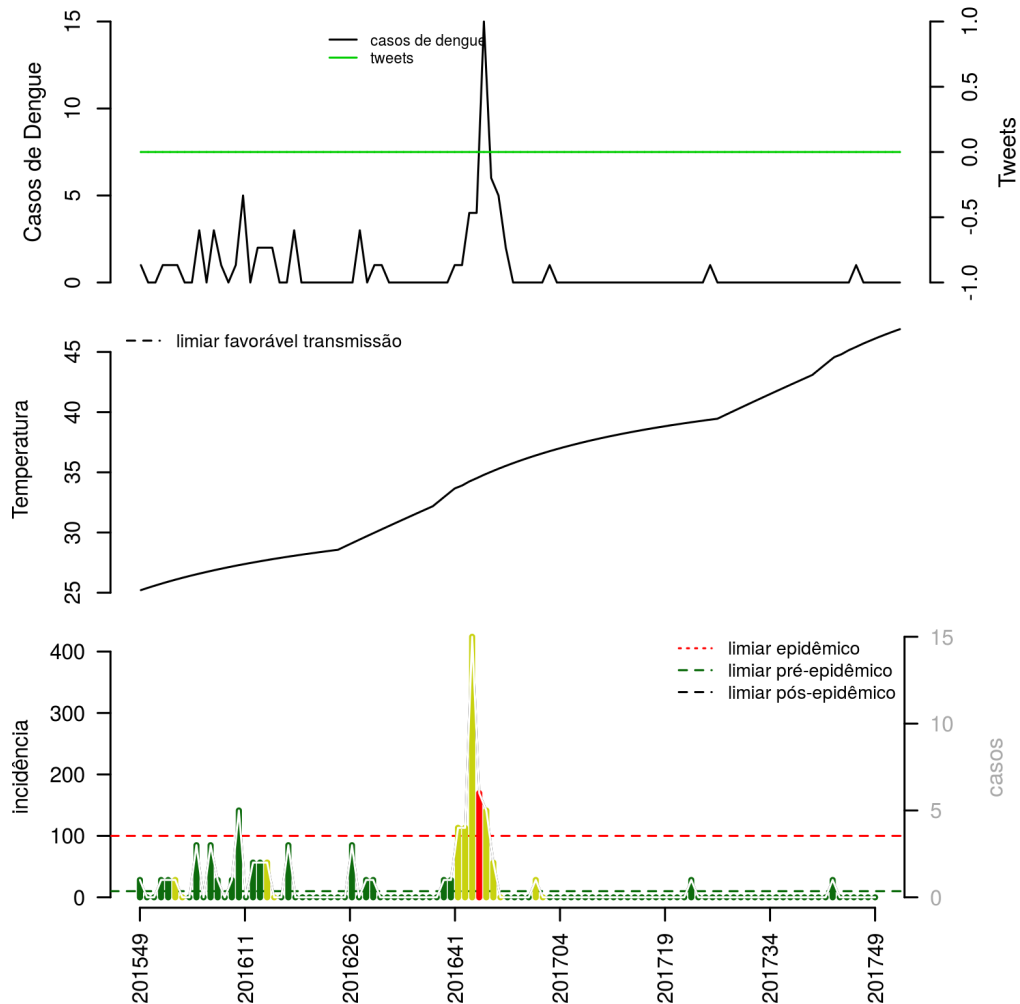 casos de dengue
tweets
Casos de Dengue
0
5
10
15
Tweets
-1.0
-0.5
0.0
0.5
1.0
limiar favorável transmissão
Temperatura
25
30
35
40
45
limiar epidêmico
limiar pré-epidêmico
limiar pós-epidêmico
incidência
0
100
200
300
400
casos
0
5
10
15
201549
201611
201626
201641
201704
201719
201734
201749